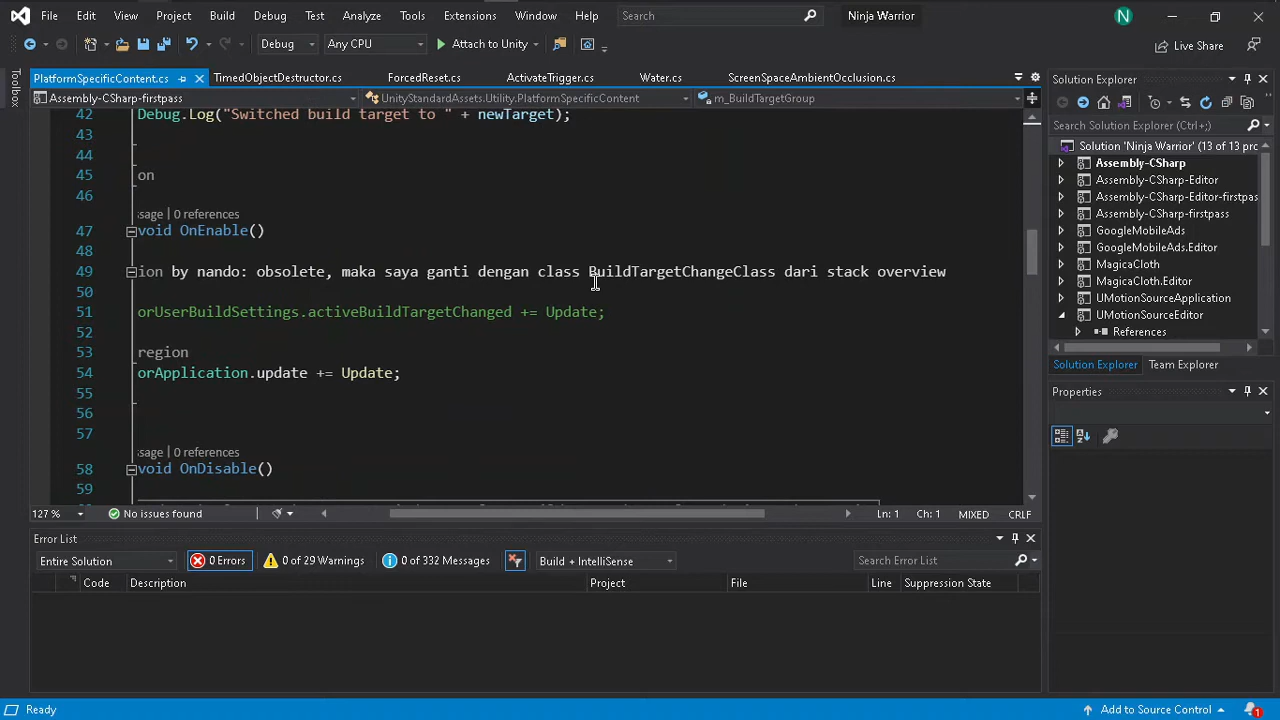 File Edit View Project Build Debug Test Analyze Tools Extensions Window Help Search Ninja Warrior N
Debug Any CPU Attach to Unity Live Share
Toolbox
PlatformSpecificContent.cs TimedObjectDestructor.cs ForcedReset.cs ActivateTrigger.cs Water.cs ScreenSpaceAmbientOcclusion.cs
Assembly-CSharp-firstpass UnityStandardAssets.Utility.PlatformSpecificContent m_BuildTargetGroup
42 Debug.Log("Switched build target to " + newTarget);
43
44
45 on
46
sage | 0 references
47 void OnEnable()
48
49 ion by nando: obsolete, maka saya ganti dengan class BuildTargetChangeClass dari stack overview
50
51 orUserBuildSettings.activeBuildTargetChanged += Update;
52
53 region
54 orApplication.update += Update;
55
56
57
sage | 0 references
58 void OnDisable()
59
127 % No issues found Ln: 1 Ch: 1 MIXED CRLF
Error List
Entire Solution 0 Errors 0 of 29 Warnings 0 of 332 Messages Build + IntelliSense Search Error List
Code Description Project File Line Suppression State
Solution Explorer
Search Solution Explorer (Ctrl+;)
Solution 'Ninja Warrior' (13 of 13 prc
Assembly-CSharp
Assembly-CSharp-Editor
Assembly-CSharp-Editor-firstpas
Assembly-CSharp-firstpass
GoogleMobileAds
GoogleMobileAds.Editor
MagicaCloth
MagicaCloth.Editor
UMotionSourceApplication
UMotionSourceEditor
References
Solution Explorer Team Explorer
Properties
Ready Add to Source Control 1